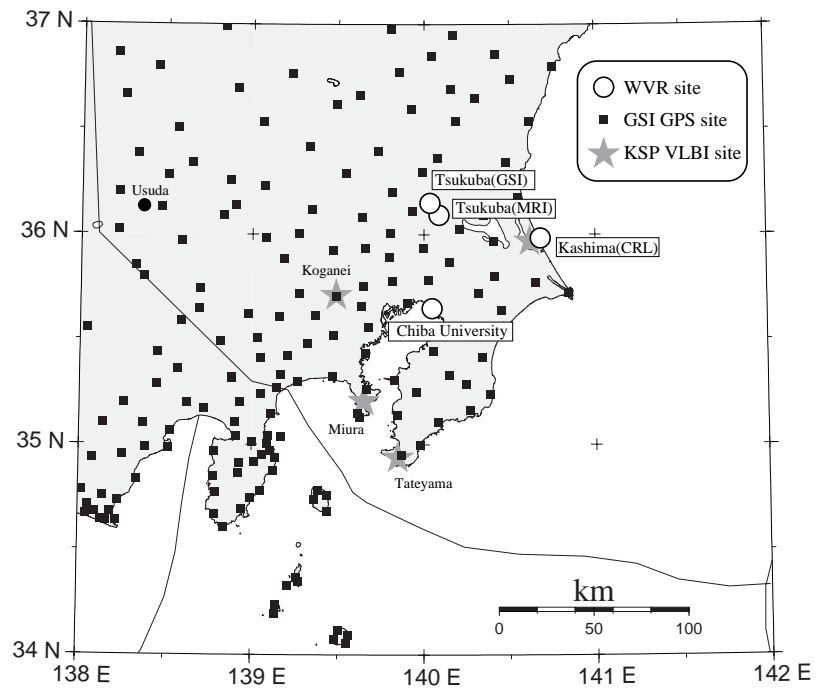 37 N
WVR site
GSI GPS site
KSP VLBI site
Tsukuba(GSI)
Usuda
Tsukuba(MRI)
36 N
Kashima(CRL)
Koganei
Chiba University
Miura
35 N
Tateyama
km
0 50 100
34 N
138 E 139 E 140 E 141 E 142 E